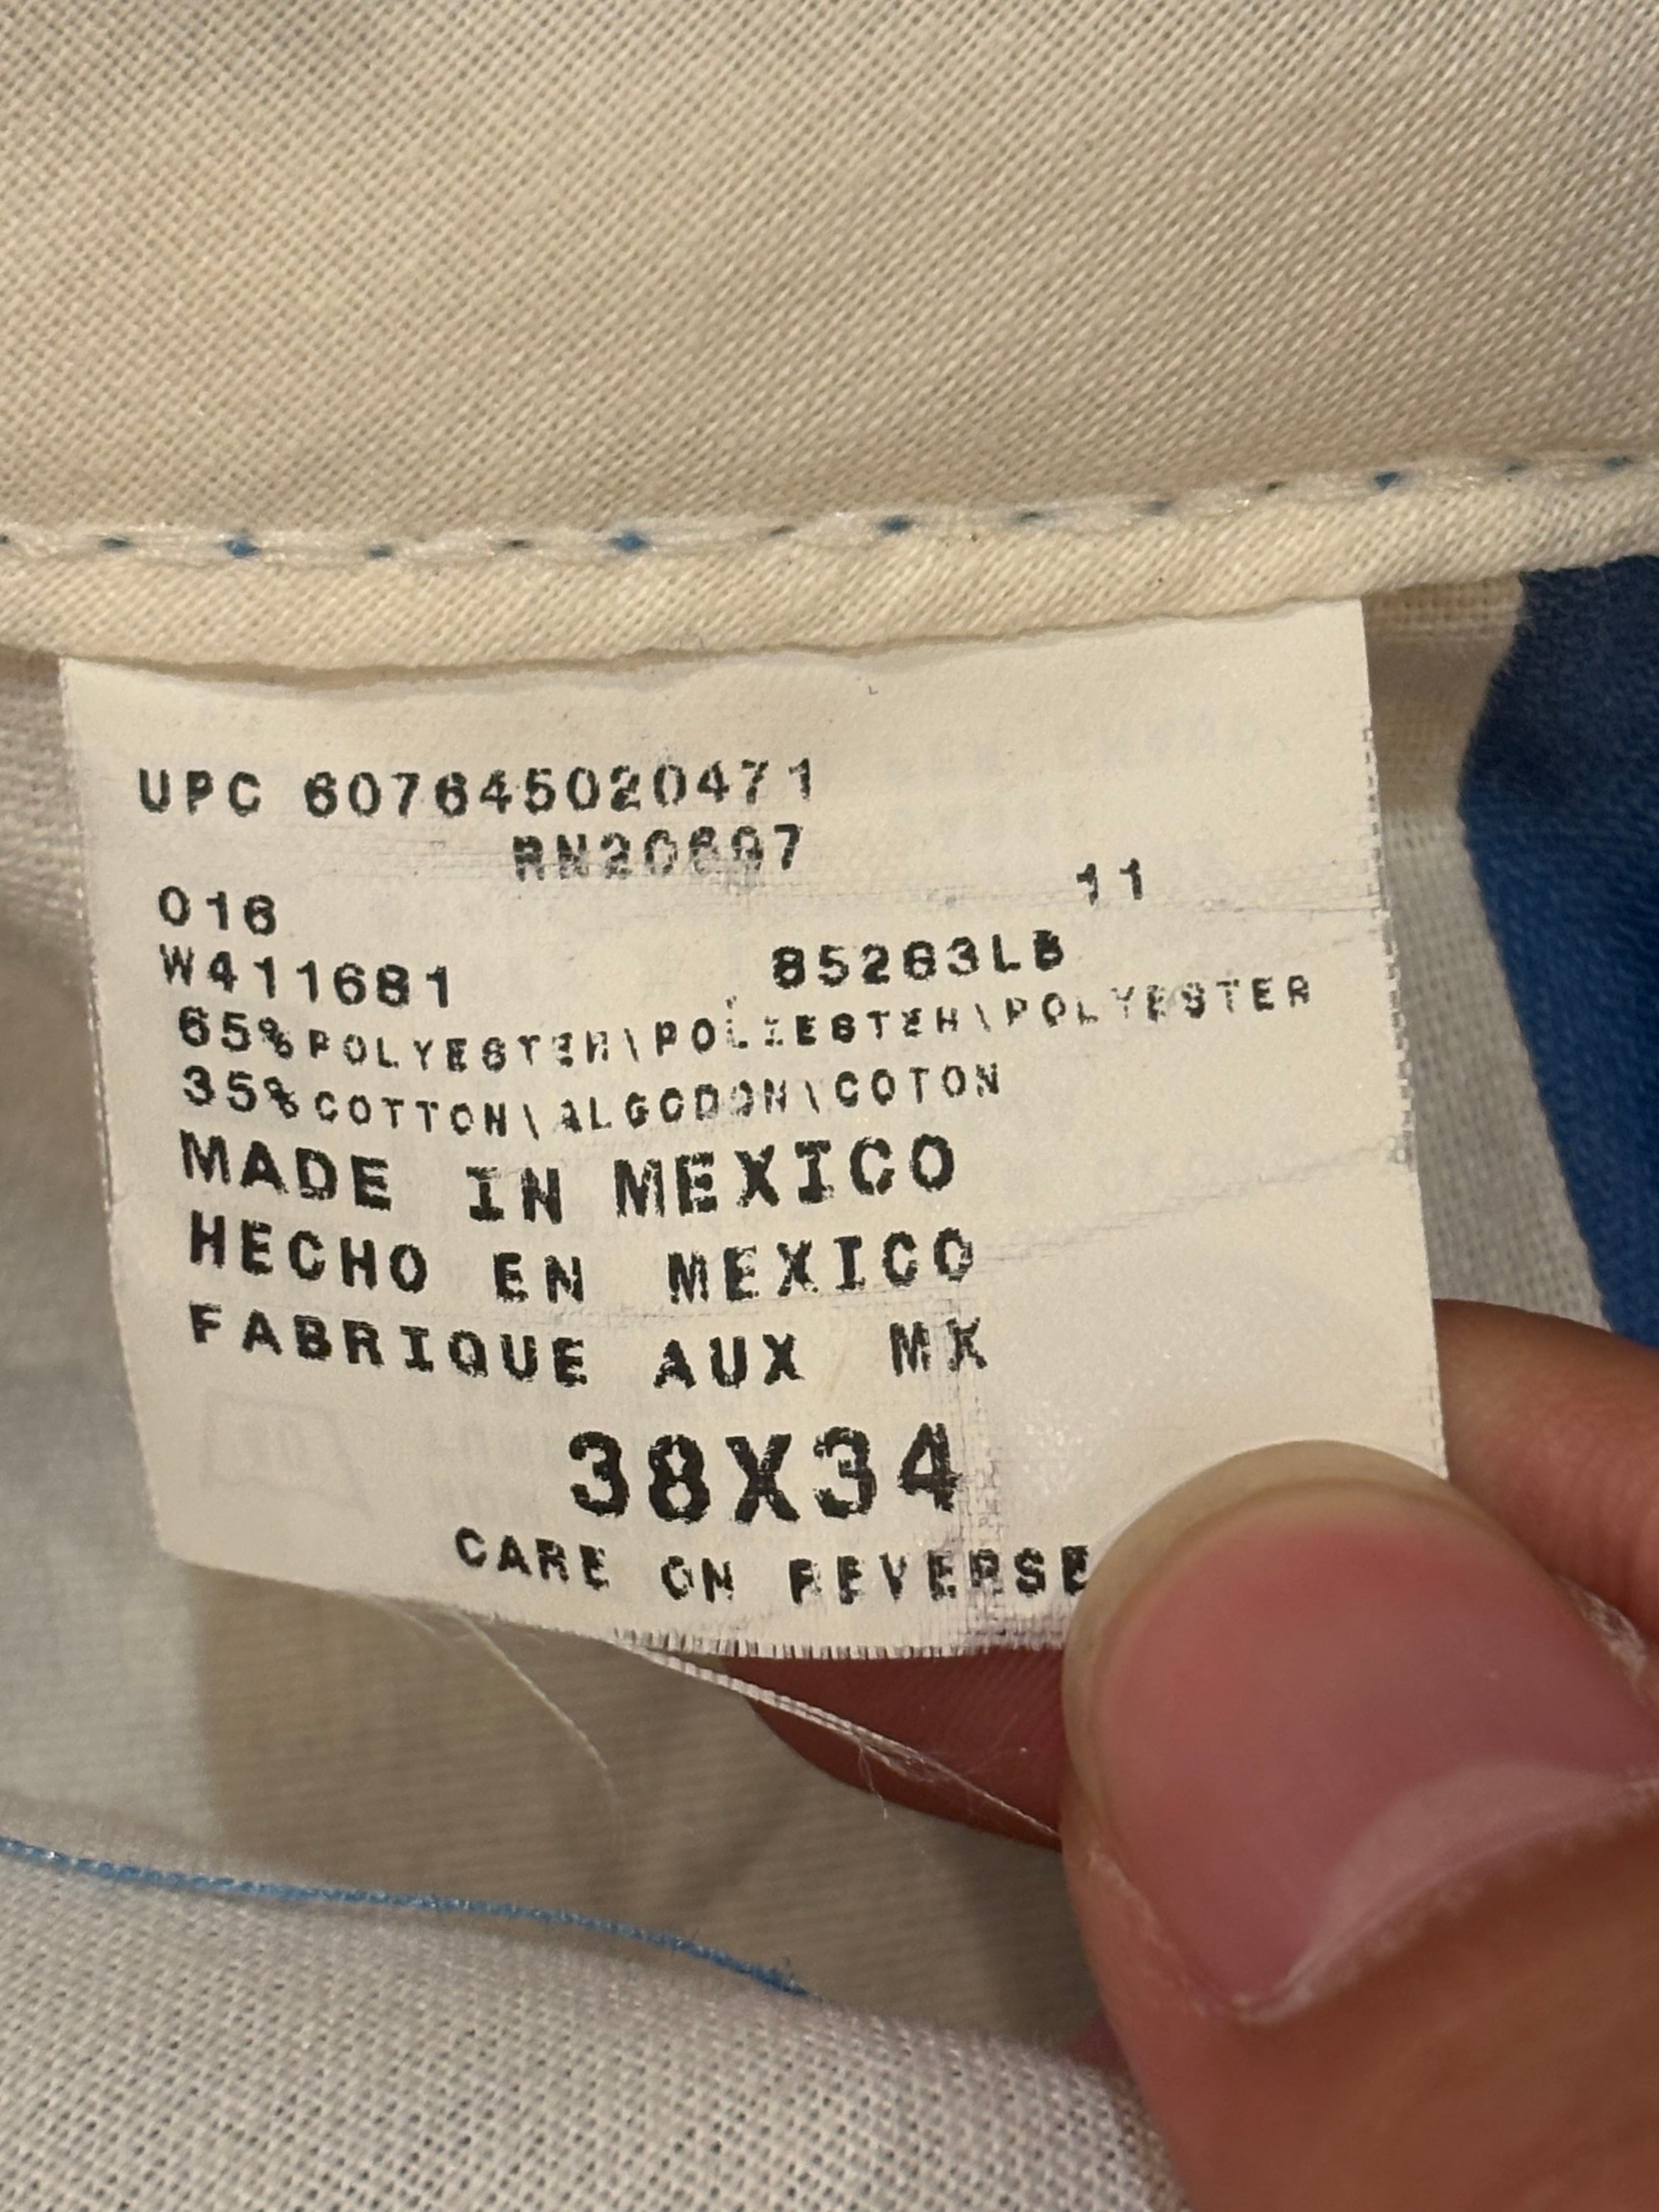 UPC 607645020471
RN20697
11
016
W411681 85283LB
65%POLYESTER\POLIESTER\POLYESTER
35%COTTON\ALGODON\COTON
MADE IN MEXICO
HECHO EN MEXICO
FABRIQUE AUX MX
38X34
CARE ON REVERSE